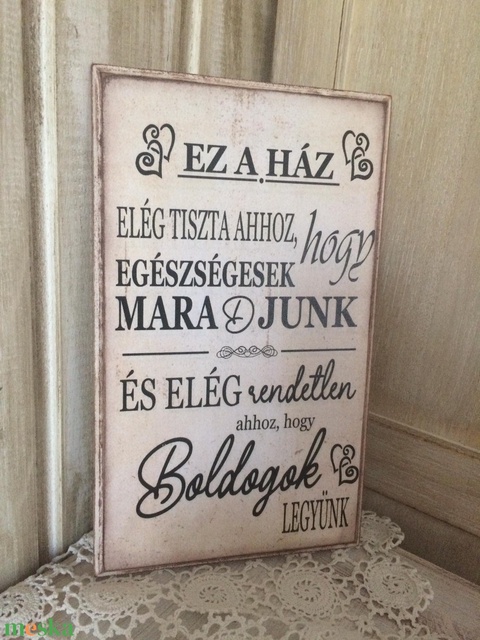 EZ A HÁZ
ELÉG TISZTA AHHOZ, hogy
EGÉSZSÉGESEK
MARADJUNK
ÉS ELÉG rendetlen
ahhoz, hogy
Boldogok
LEGYÜNK
meska